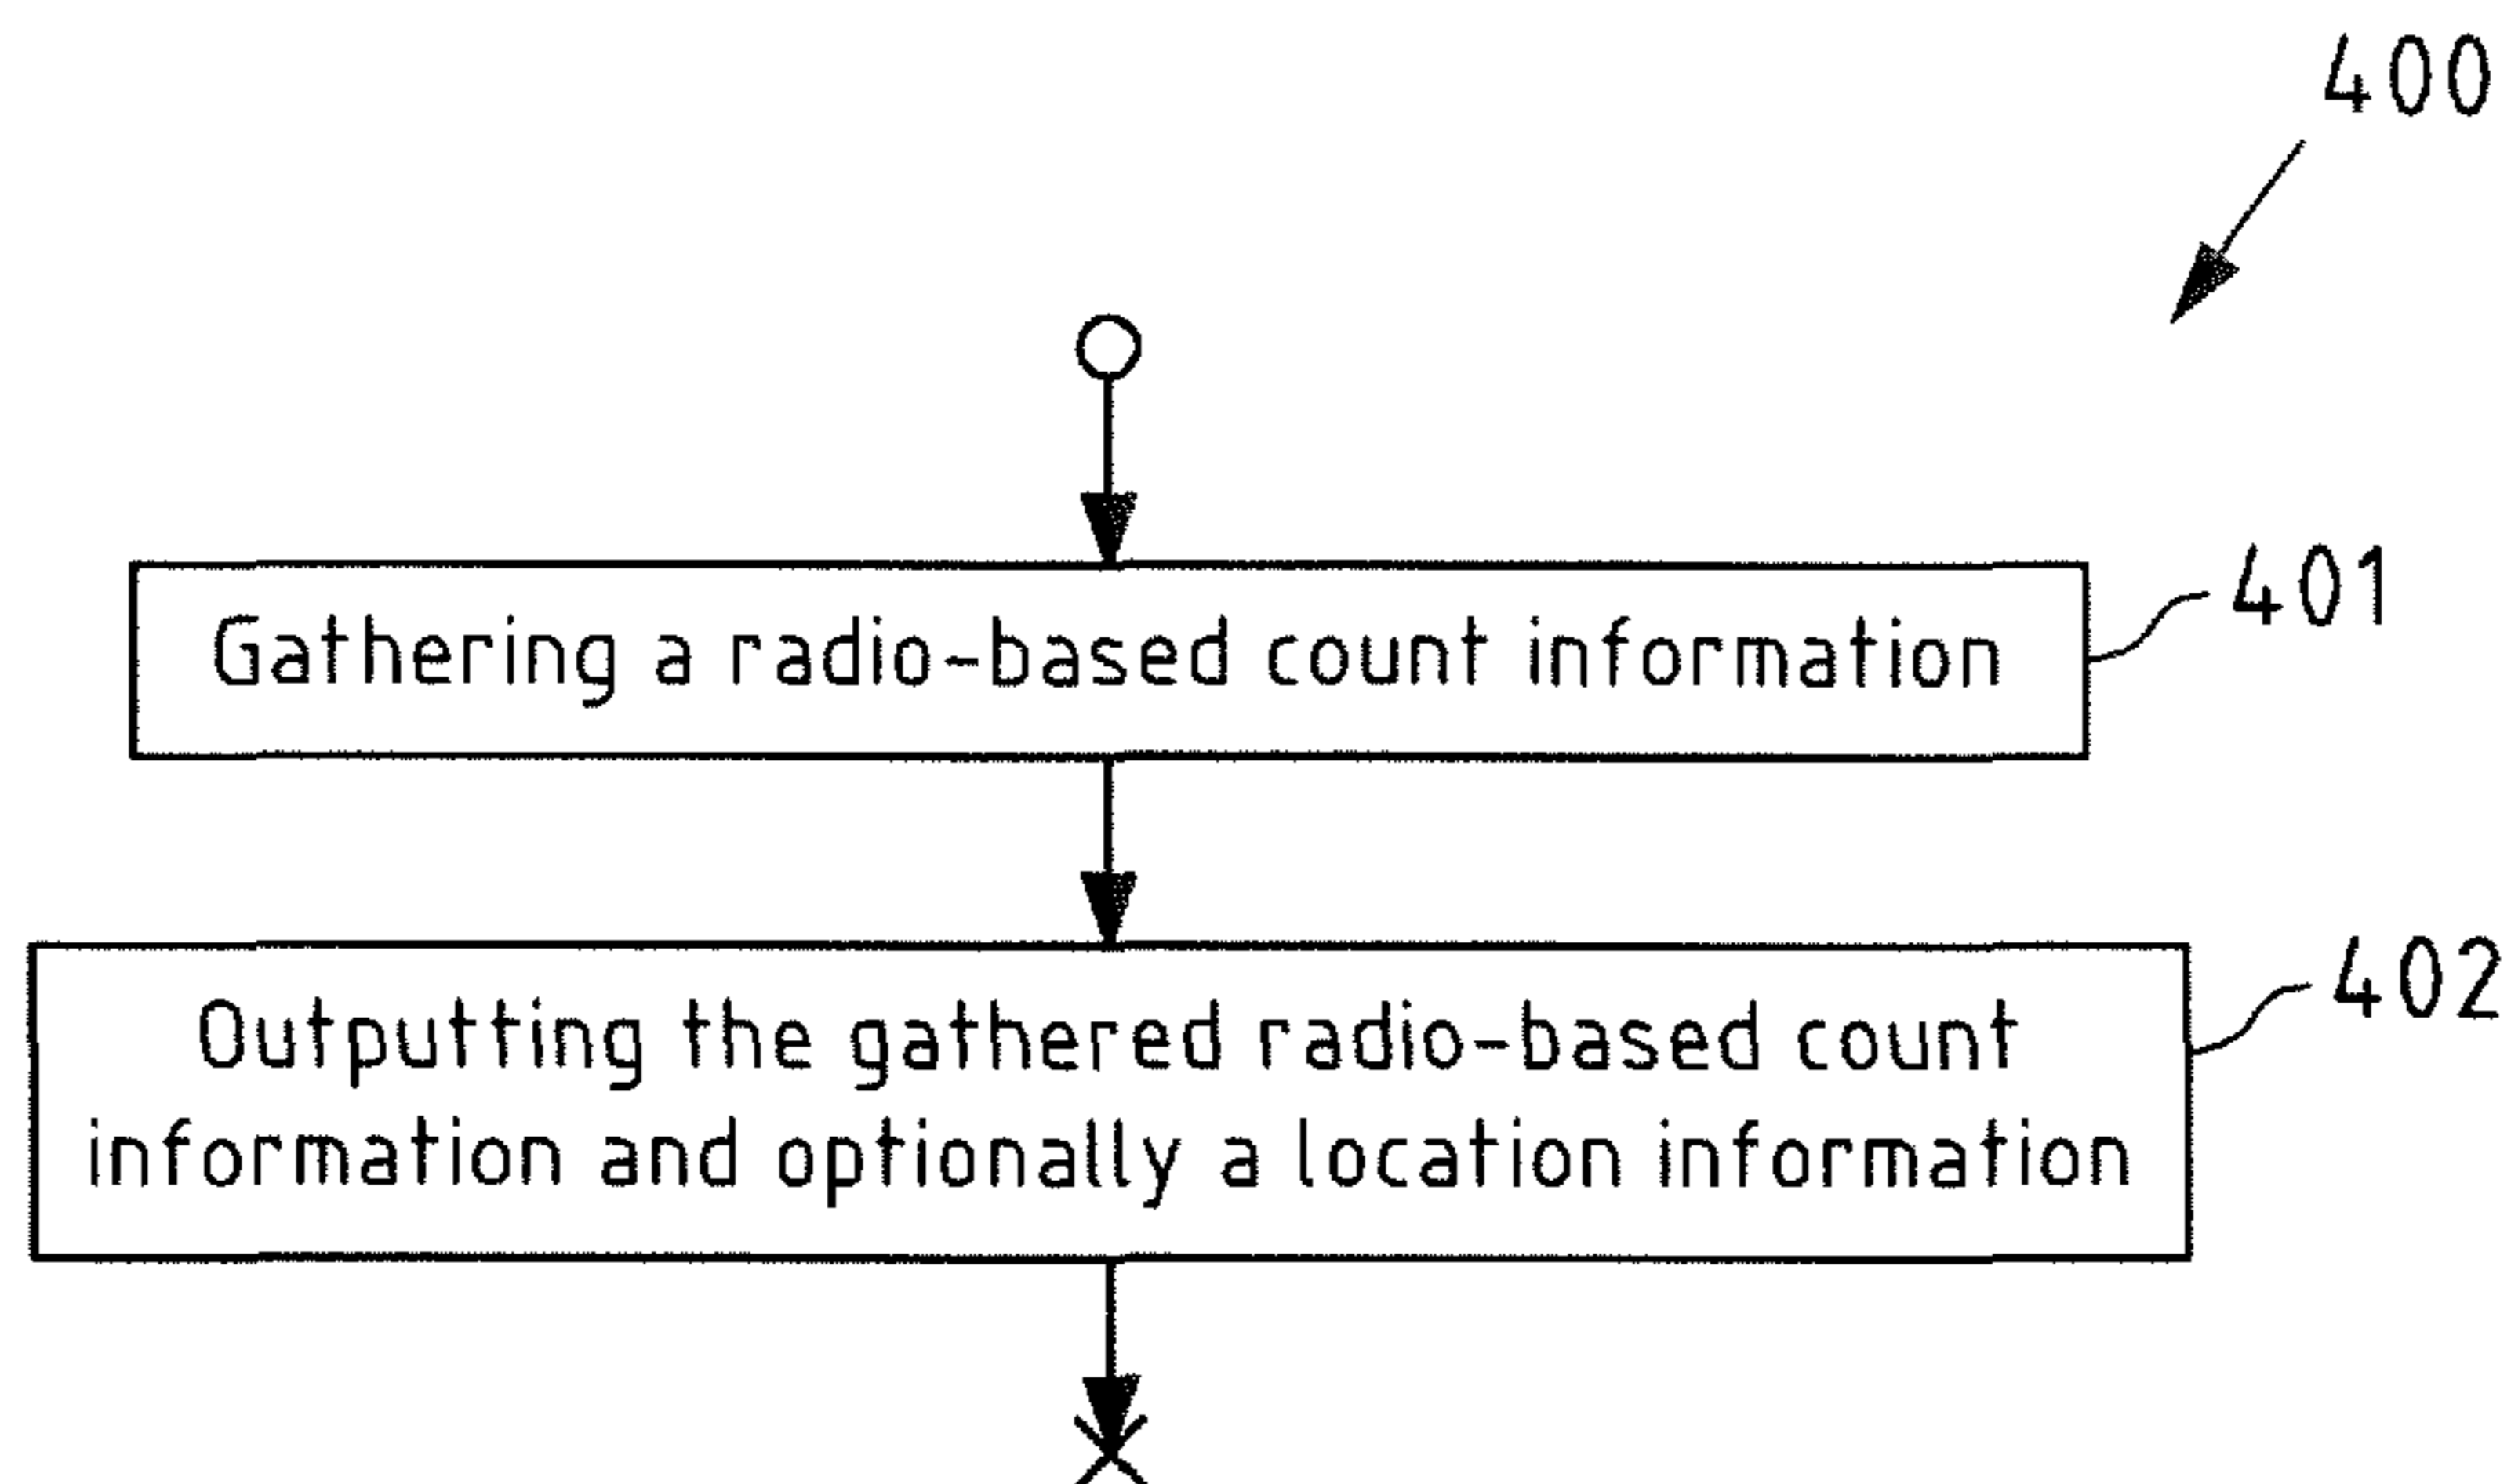 400
Gathering a radio-based count information
401
Outputting the gathered radio-based count
information and optionally a location information
402